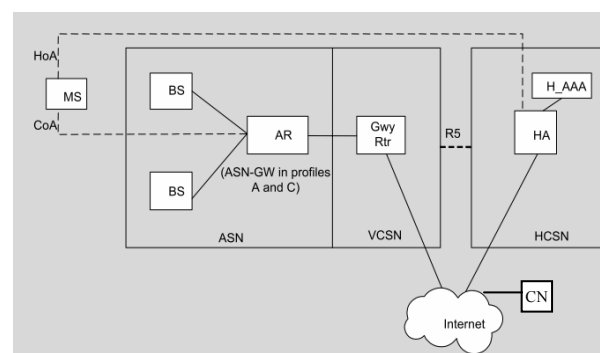 HoA
MS
CoA
BS
BS
AR
(ASN-GW in profiles
A and C)
ASN
Gwy
Rtr
VCSN
R5
H_AAA
HA
HCSN
Internet
CN